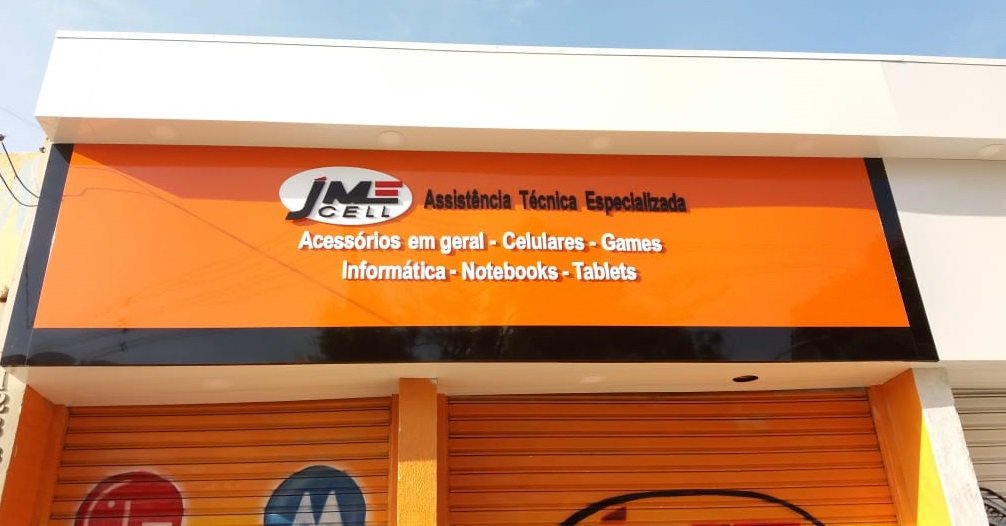 JME CELL
Assistência Técnica Especializada
Acessórios em geral - Celulares - Games
Informática - Notebooks - Tablets